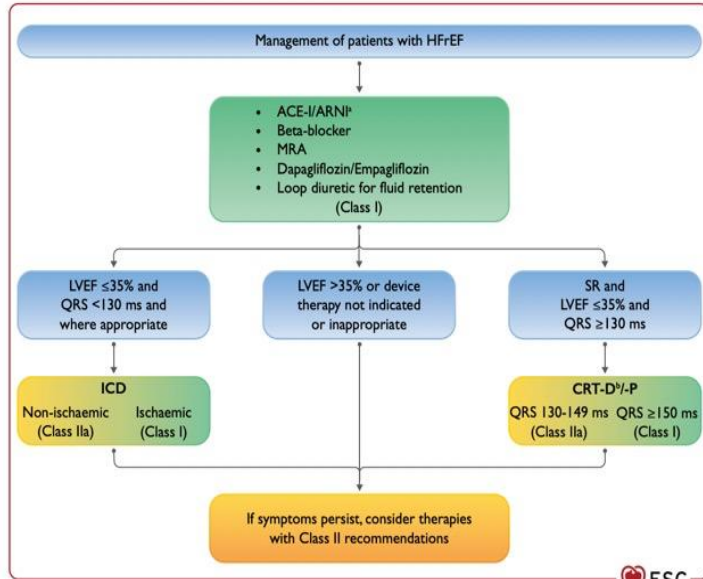 Management of patients with HFrEF
• ACE-I/ARNIª
• Beta-blocker
• MRA
• Dapagliflozin/Empagliflozin
• Loop diuretic for fluid retention
(Class I)
LVEF ≤35% and
QRS <130 ms and
where appropriate
LVEF >35% or device
therapy not indicated
or inappropriate
SR and
LVEF ≤35% and
QRS ≥130 ms
ICD
Non-ischaemic Ischaemic
(Class IIa) (Class I)
CRT-Dᵇ/-P
QRS 130-149 ms QRS ≥150 ms
(Class IIa) (Class I)
If symptoms persist, consider therapies
with Class II recommendations
ESC